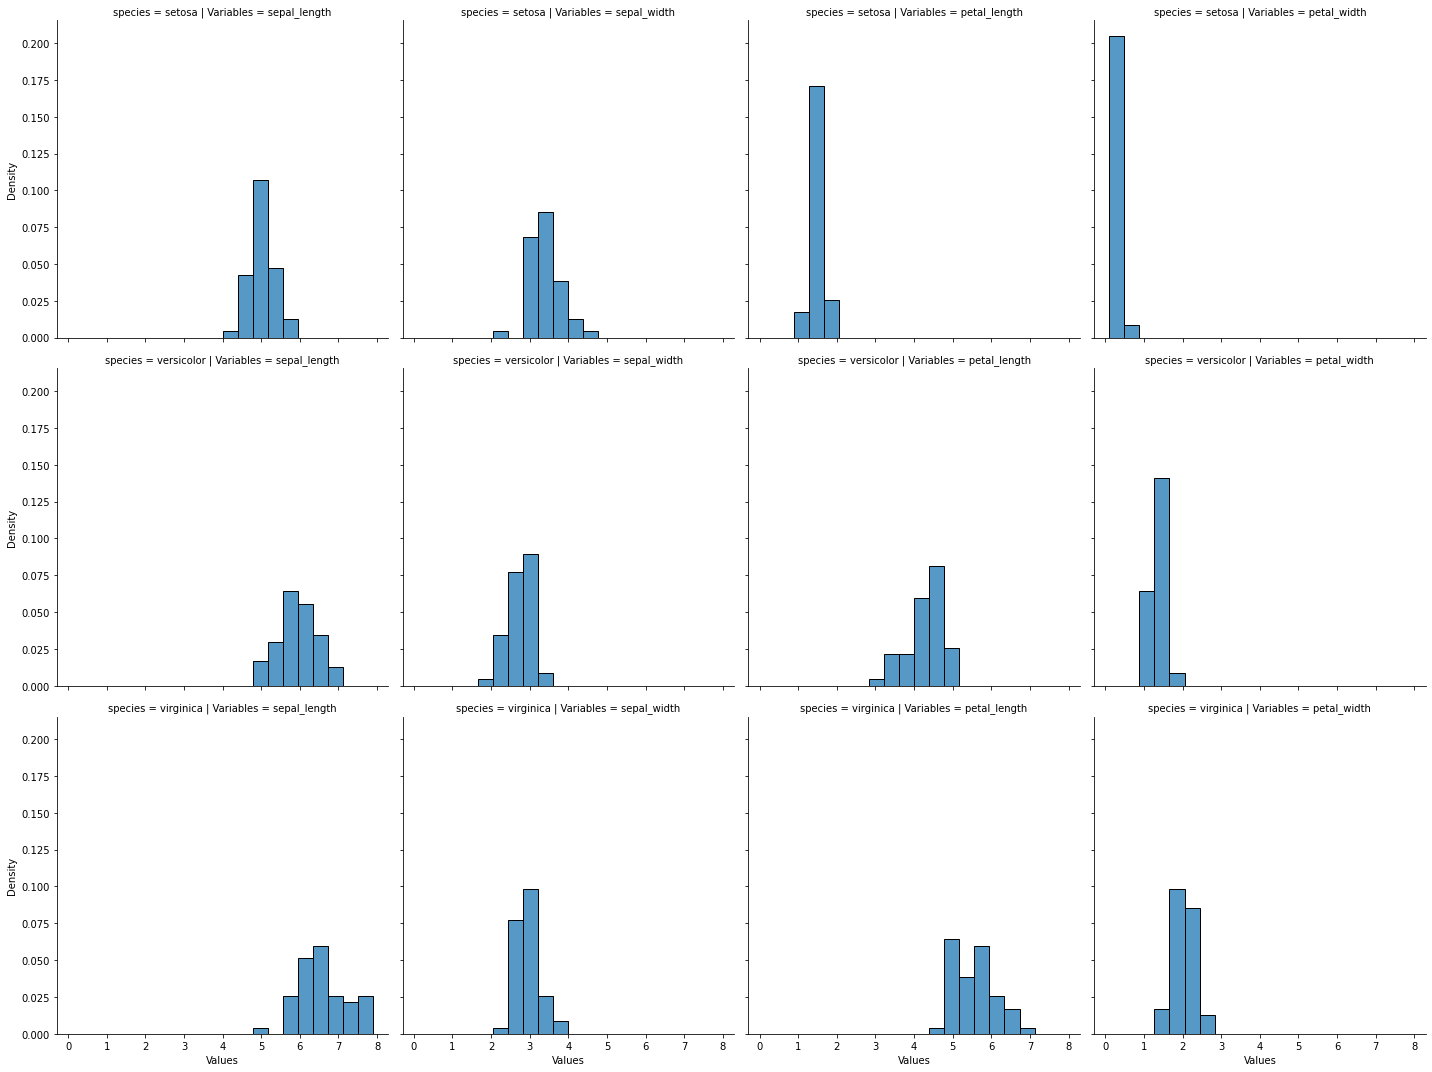 species = setosa | Variables = sepal_length
species = setosa | Variables = sepal_width
species = setosa | Variables = petal_length
species = setosa | Variables = petal_width
0.200
0.175
0.150
0.125
0.100
0.075
0.050
0.025
0.000
Density
species = versicolor | Variables = sepal_length
species = versicolor | Variables = sepal_width
species = versicolor | Variables = petal_length
species = versicolor | Variables = petal_width
0.200
0.175
0.150
0.125
0.100
0.075
0.050
0.025
0.000
Density
species = virginica | Variables = sepal_length
species = virginica | Variables = sepal_width
species = virginica | Variables = petal_length
species = virginica | Variables = petal_width
0.200
0.175
0.150
0.125
0.100
0.075
0.050
0.025
0.000
Density
0 1 2 3 4 5 6 7 8
Values
0 1 2 3 4 5 6 7 8
Values
0 1 2 3 4 5 6 7 8
Values
0 1 2 3 4 5 6 7 8
Values